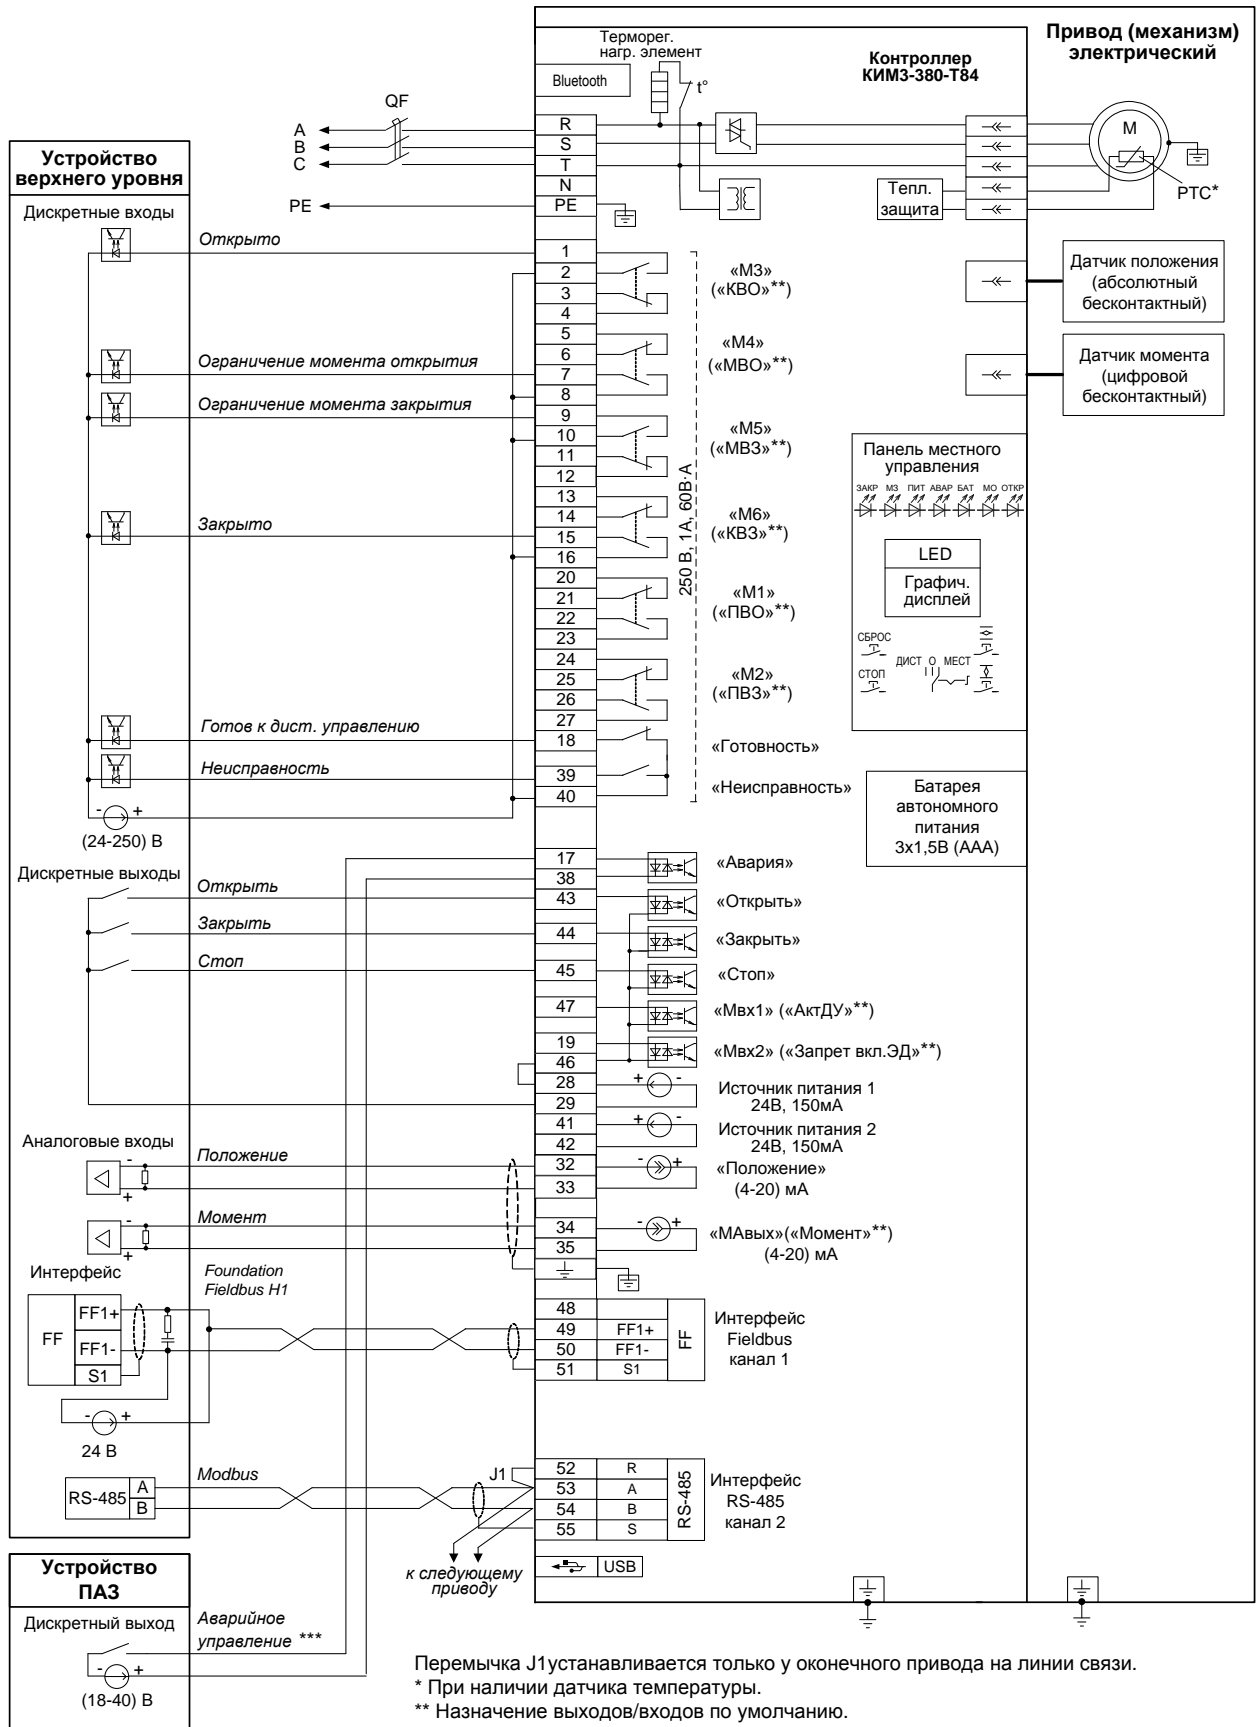 Привод (механизм)
электрический
Терморег.
нагр. элемент
Контроллер
КИМ3-380-Т84
Bluetooth
t°
QF
A
B
C
PE
R
S
T
N
PE
M
Тепл.
защита
PTC*
Устройство
верхнего уровня
Дискретные входы
Открыто
1
2
3
4
«М3»
(«КВО»**)
Датчик положения
(абсолютный
бесконтактный)
Ограничение момента открытия
5
6
7
8
«М4»
(«МВО»**)
Датчик момента
(цифровой
бесконтактный)
Ограничение момента закрытия
9
10
11
12
«М5»
(«МВЗ»**)
Панель местного
управления
ЗАКР МЗ ПИТ АВАР БАТ МО ОТКР
Закрыто
13
14
15
16
«М6»
(«КВЗ»**)
250 В, 1А, 60В·А
LED
Графич.
дисплей
20
21
22
23
«М1»
(«ПВО»**)
СБРОС
СТОП
ДИСТ О МЕСТ
24
25
26
27
«М2»
(«ПВЗ»**)
Готов к дист. управлению
18
«Готовность»
Неисправность
39
40
«Неисправность»
- +
(24-250) В
Батарея
автономного
питания
3х1,5В (ААА)
Дискретные выходы
17
38
«Авария»
Открыть
43
«Открыть»
Закрыть
44
«Закрыть»
Стоп
45
«Стоп»
47
«Мвх1» («АктДУ»**)
19
46
«Мвх2» («Запрет вкл.ЭД»**)
28
29
+ -
Источник питания 1
24В, 150мА
41
42
+ -
Источник питания 2
24В, 150мА
Аналоговые входы
Положение
-
+
32
33
- +
«Положение»
(4-20) мА
Момент
-
+
34
35
- +
«МАвых»(«Момент»**)
(4-20) мА
Интерфейс
Foundation
Fieldbus H1
FF
FF1+
FF1-
S1
- +
24 В
48
49 FF1+
50 FF1-
51 S1
FF
Интерфейс
Fieldbus
канал 1
RS-485
A
B
Modbus
J1
52 R
53 A
54 B
55 S
RS-485
Интерфейс
RS-485
канал 2
к следующему
приводу
USB
Устройство
ПАЗ
Дискретный выход
Аварийное
управление ***
- +
(18-40) В
Перемычка J1устанавливается только у оконечного привода на линии связи.
* При наличии датчика температуры.
** Назначение выходов/входов по умолчанию.